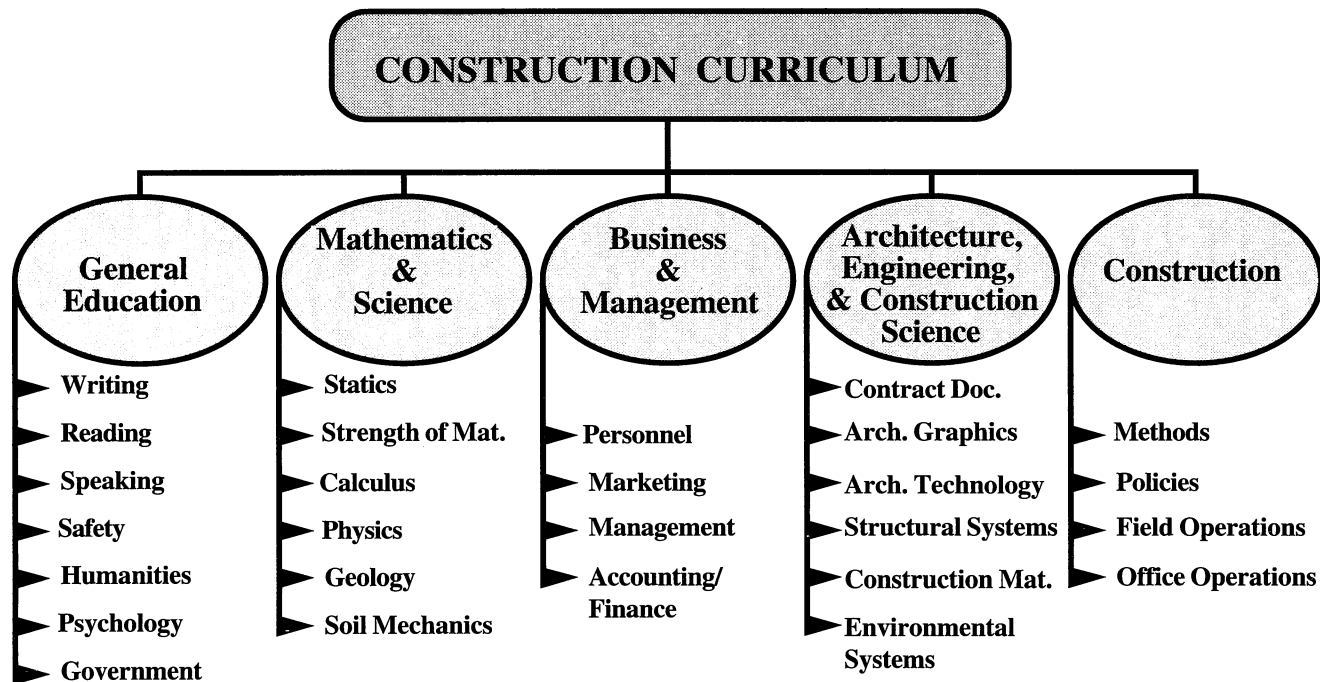 CONSTRUCTION CURRICULUM
General
Education
Writing
Reading
Speaking
Safety
Humanities
Psychology
Government
Mathematics
&
Science
Statics
Strength of Mat.
Calculus
Physics
Geology
Soil Mechanics
Business
&
Management
Personnel
Marketing
Management
Accounting/
Finance
Architecture,
Engineering,
& Construction
Science
Contract Doc.
Arch. Graphics
Arch. Technology
Structural Systems
Construction Mat.
Environmental
Systems
Construction
Methods
Policies
Field Operations
Office Operations